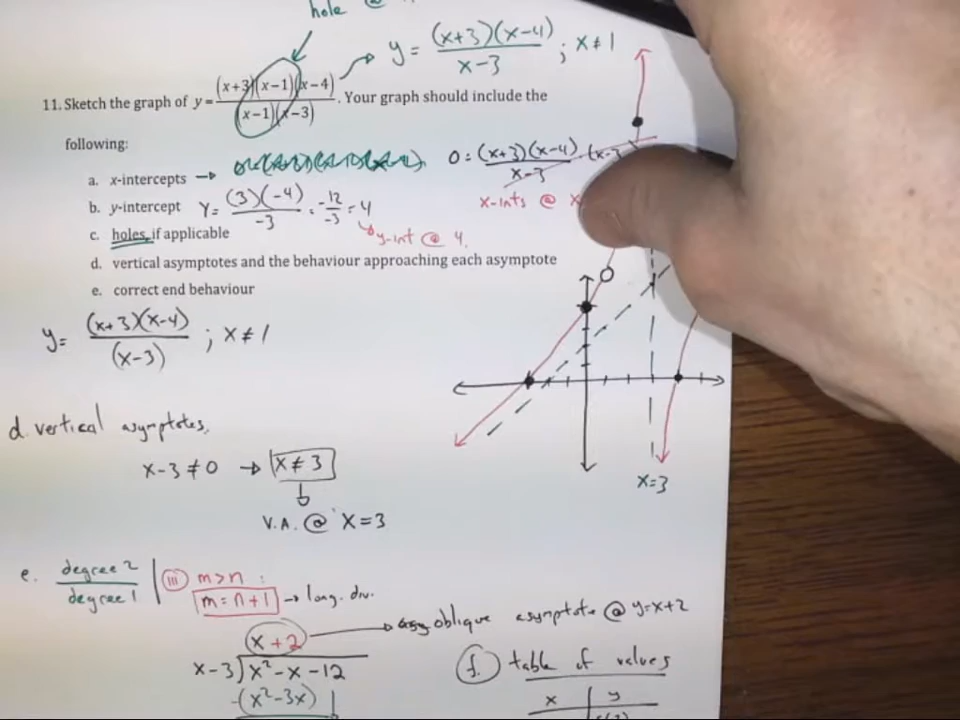 hole @
y = (x+3)(x-4) / x-3 ; x≠1
11. Sketch the graph of y = (x+3)(x-1)(x-4) / (x-1)(x-3) . Your graph should include the
following:
a. x-intercepts → 0 = (x+3)(x-4) / x-3 (x-3
x-ints @ x
b. y-intercept y = (3)(-4) / -3 = -12 / -3 = 4
y-int @ 4.
c. holes, if applicable
d. vertical asymptotes and the behaviour approaching each asymptote
e. correct end behaviour
y = (x+3)(x-4) / (x-3) ; x≠1
d. vertical asymptotes.
x-3≠0 → x≠3
V.A. @ x=3
x=3
e. degree 2 / degree 1 | iii m>n :
m=n+1 → long. div.
x+2 → oblique asymptote @ y=x+2
x-3)x²-x-12
-(x²-3x)
f. table of values
x | y